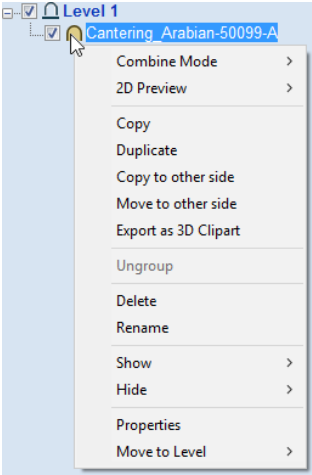 Level 1
Cantering_Arabian-50099-A
Combine Mode
2D Preview
Copy
Duplicate
Copy to other side
Move to other side
Export as 3D Clipart
Ungroup
Delete
Rename
Show
Hide
Properties
Move to Level